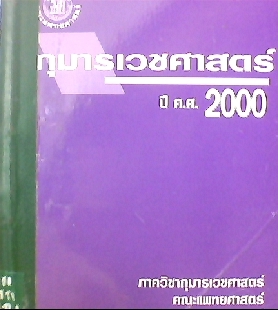 กุมารเวชศาสตร์
ปี ค.ศ. 2000
ภาควิชากุมารเวชศาสตร์
คณะแพทยศาสตร์